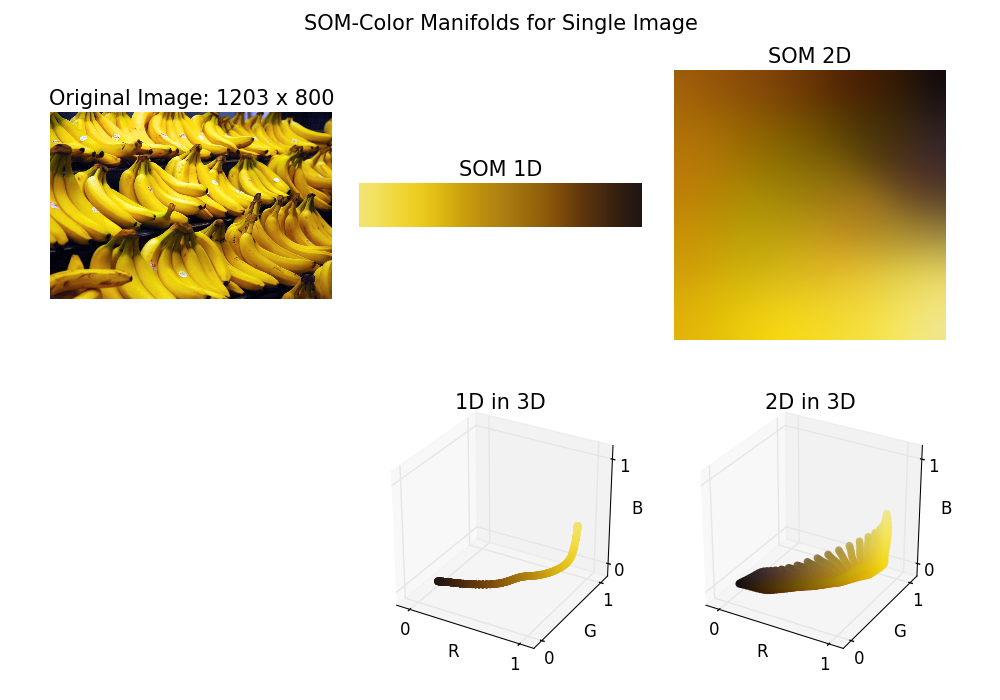 SOM-Color Manifolds for Single Image
Original Image: 1203 x 800
SOM 1D
SOM 2D
1D in 3D
1
B
0
1
G
0
R
0
1
2D in 3D
1
B
0
1
G
0
R
0
1